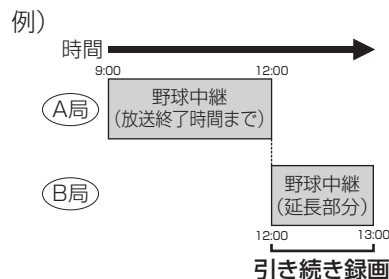 例）
時間
9:00 12:00
A局
野球中継
（放送終了時間まで）
B局
野球中継
（延長部分）
12:00 13:00
引き続き録画